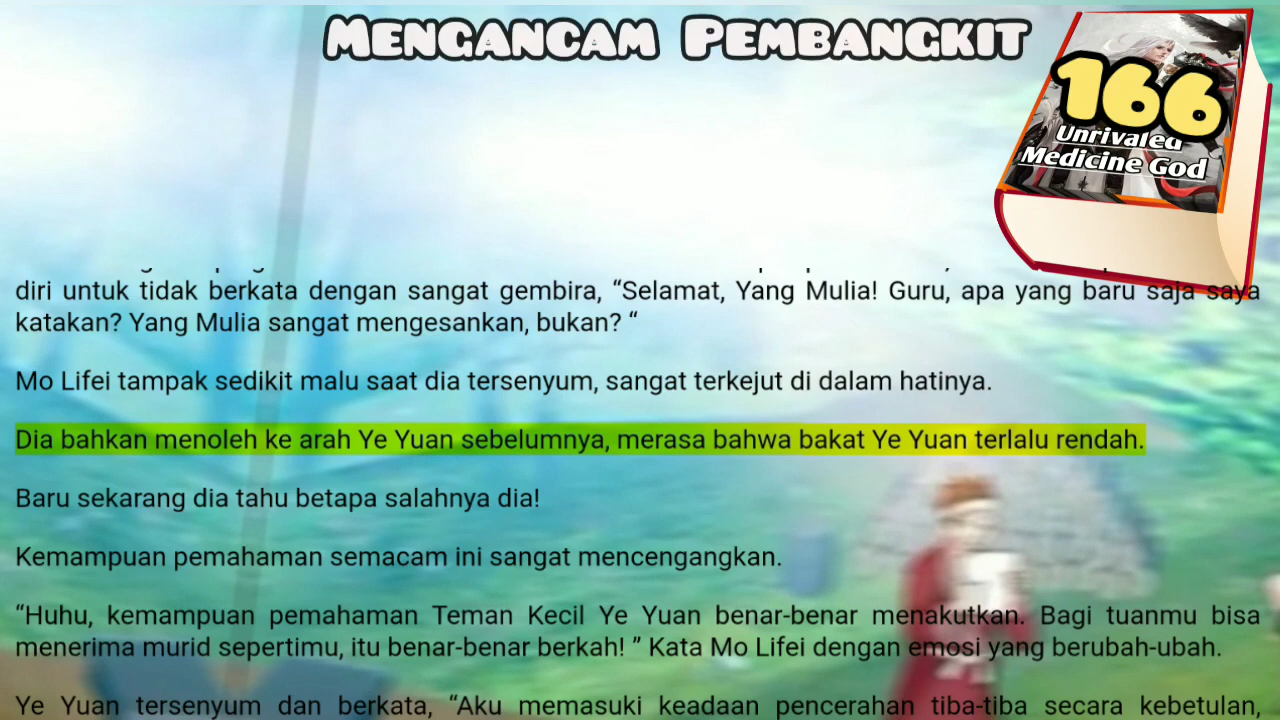 MENGANCAM PEMBANGKIT
166
Unrivaled
Medicine God
diri untuk tidak berkata dengan sangat gembira, “Selamat, Yang Mulia! Guru, apa yang baru saja saya
katakan? Yang Mulia sangat mengesankan, bukan? “
Mo Lifei tampak sedikit malu saat dia tersenyum, sangat terkejut di dalam hatinya.
Dia bahkan menoleh ke arah Ye Yuan sebelumnya, merasa bahwa bakat Ye Yuan terlalu rendah.
Baru sekarang dia tahu betapa salahnya dia!
Kemampuan pemahaman semacam ini sangat mencengangkan.
“Huhu, kemampuan pemahaman Teman Kecil Ye Yuan benar-benar menakutkan. Bagi tuanmu bisa
menerima murid sepertimu, itu benar-benar berkah! ” Kata Mo Lifei dengan emosi yang berubah-ubah.
Ye Yuan tersenyum dan berkata, “Aku memasuki keadaan pencerahan tiba-tiba secara kebetulan,